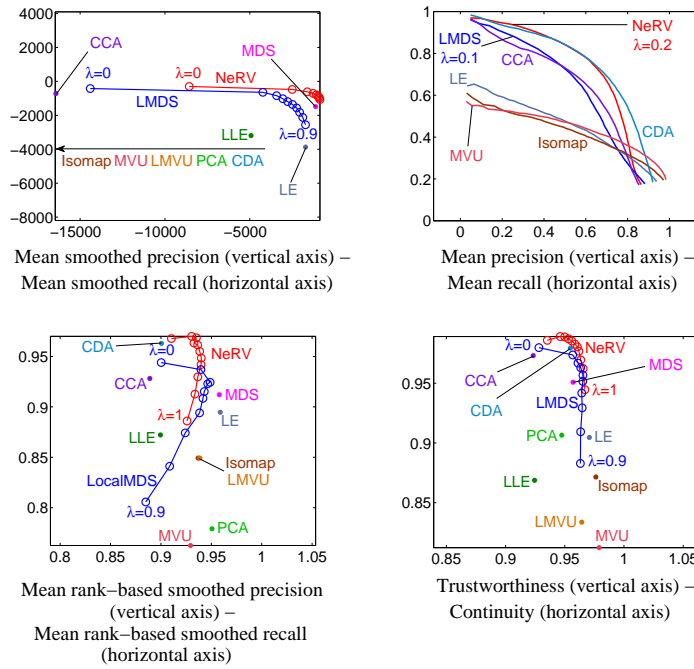 4000
2000
0
−2000
−4000
−6000
−8000
−15000
−10000
−5000
CCA
MDS
λ=0
λ=0
NeRV
LMDS
LLE
λ=0.9
Isomap MVU LMVU PCA CDA
LE
Mean smoothed precision (vertical axis) –
Mean smoothed recall (horizontal axis)
1
0.8
0.6
0.4
0.2
0
0
0.2
0.4
0.6
0.8
1
NeRV
λ=0.2
LMDS
λ=0.1
CCA
LE
CDA
Isomap
MVU
Mean precision (vertical axis) –
Mean recall (horizontal axis)
0.95
0.9
0.85
0.8
0.8
0.85
0.9
0.95
1
1.05
CDA
λ=0
NeRV
CCA
MDS
λ=1
LE
LLE
Isomap
LMVU
LocalMDS
λ=0.9
PCA
MVU
Mean rank−based smoothed precision
(vertical axis) –
Mean rank−based smoothed recall
(horizontal axis)
0.95
0.9
0.85
0.85
0.9
0.95
1
1.05
λ=0
NeRV
MDS
CCA
λ=1
CDA
LMDS
PCA
LE
λ=0.9
LLE
Isomap
LMVU
MVU
Trustworthiness (vertical axis) –
Continuity (horizontal axis)